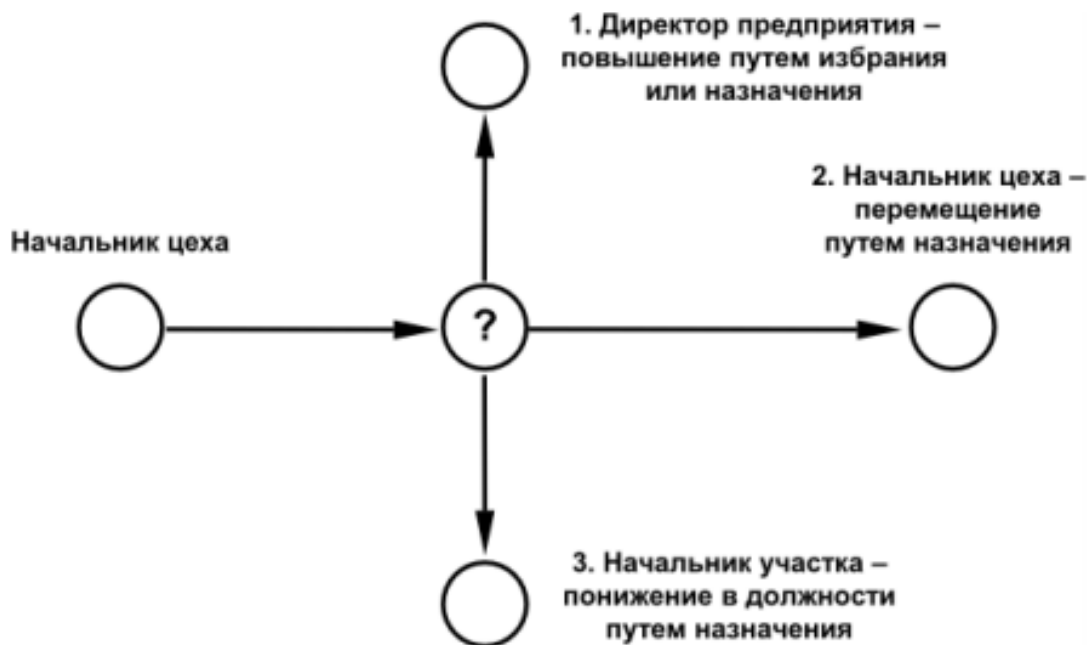 1. Директор предприятия –
повышение путем избрания
или назначения
2. Начальник цеха –
перемещение
путем назначения
Начальник цеха
?
3. Начальник участка –
понижение в должности
путем назначения